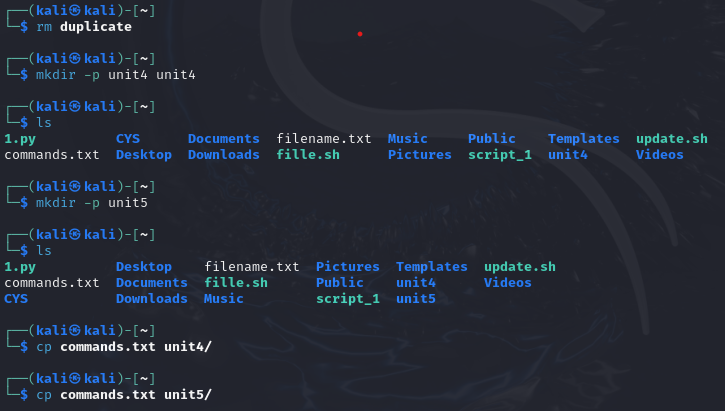 ┌──(kali㉿kali)-[~]
└─$ rm duplicate
┌──(kali㉿kali)-[~]
└─$ mkdir -p unit4 unit4
┌──(kali㉿kali)-[~]
└─$ ls
1.py CYS Documents filename.txt Music Public Templates update.sh
commands.txt Desktop Downloads fille.sh Pictures script_1 unit4 Videos
┌──(kali㉿kali)-[~]
└─$ mkdir -p unit5
┌──(kali㉿kali)-[~]
└─$ ls
1.py Desktop filename.txt Pictures Templates update.sh
commands.txt Documents fille.sh Public unit4 Videos
CYS Downloads Music script_1 unit5
┌──(kali㉿kali)-[~]
└─$ cp commands.txt unit4/
┌──(kali㉿kali)-[~]
└─$ cp commands.txt unit5/